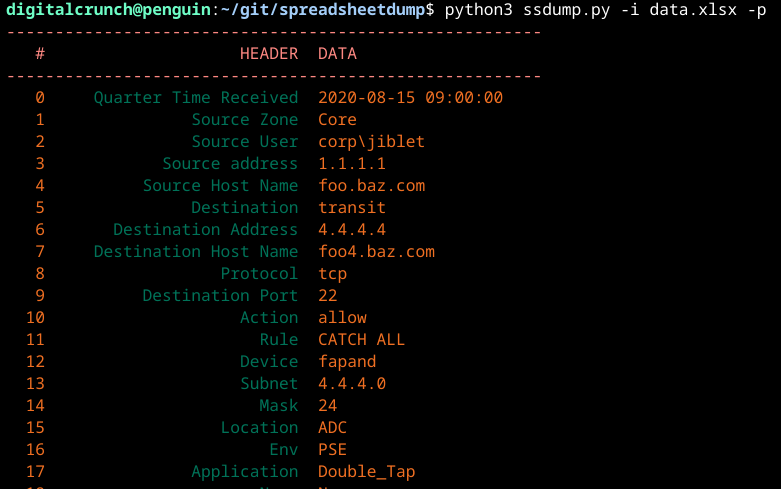 digitalcrunch@penguin:~/git/spreadsheetdump$ python3 ssdump.py -i data.xlsx -p
-------------------------------------------------------
# HEADER DATA
-------------------------------------------------------
0 Quarter Time Received 2020-08-15 09:00:00
1 Source Zone Core
2 Source User corp\jiblet
3 Source address 1.1.1.1
4 Source Host Name foo.baz.com
5 Destination transit
6 Destination Address 4.4.4.4
7 Destination Host Name foo4.baz.com
8 Protocol tcp
9 Destination Port 22
10 Action allow
11 Rule CATCH ALL
12 Device fapand
13 Subnet 4.4.4.0
14 Mask 24
15 Location ADC
16 Env PSE
17 Application Double_Tap